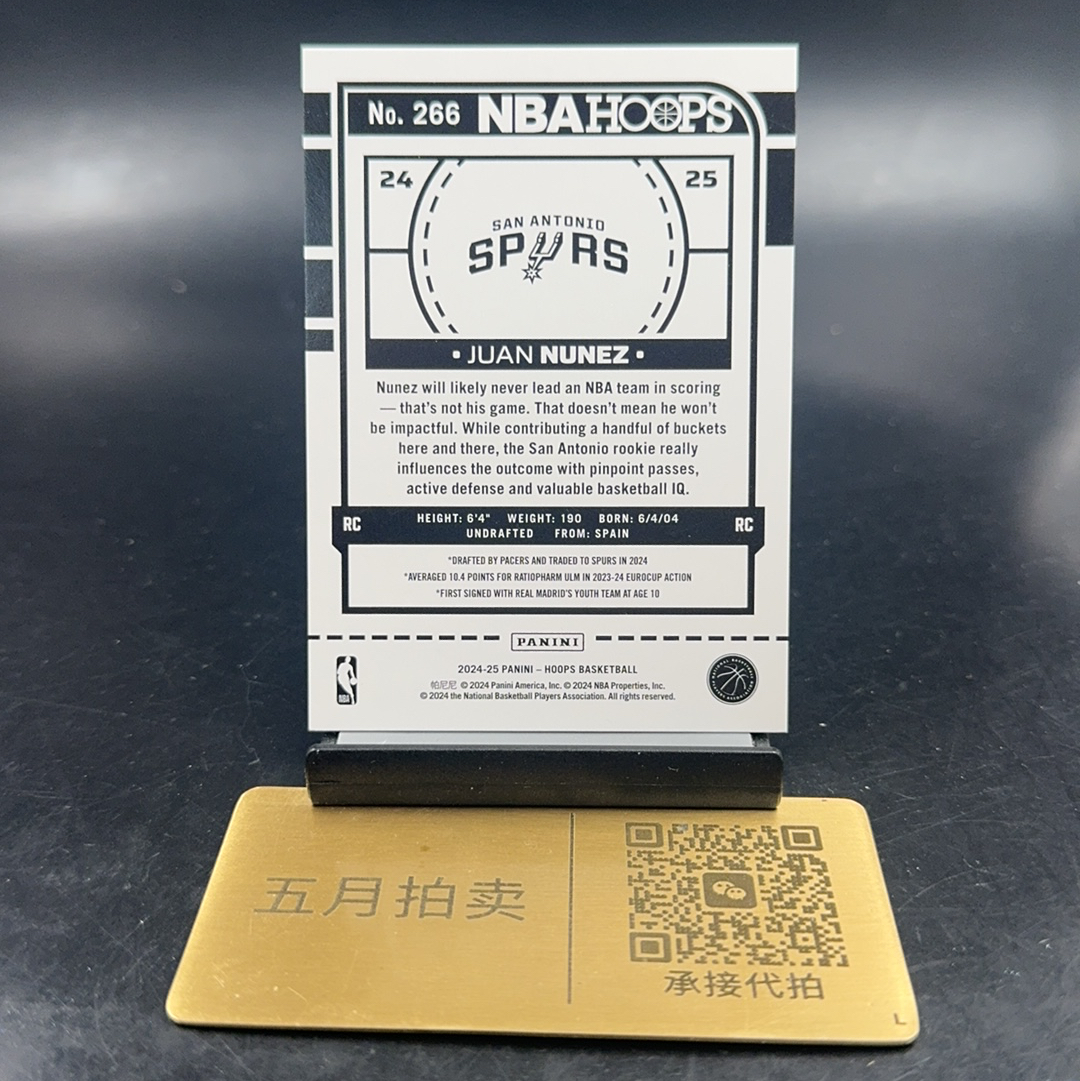 No. 266 NBA HOOPS
24 25
SAN ANTONIO
SPURS
• JUAN NUNEZ •
Nunez will likely never lead an NBA team in scoring
— that's not his game. That doesn't mean he won't
be impactful. While contributing a handful of buckets
here and there, the San Antonio rookie really
influences the outcome with pinpoint passes,
active defense and valuable basketball IQ.
RC HEIGHT: 6'4" WEIGHT: 190 BORN: 6/4/04 RC
UNDRAFTED FROM: SPAIN
*DRAFTED BY PACERS AND TRADED TO SPURS IN 2024
*AVERAGED 10.4 POINTS FOR RATIOPHARM ULM IN 2023-24 EUROCUP ACTION
*FIRST SIGNED WITH REAL MADRID'S YOUTH TEAM AT AGE 10
PANINI
2024-25 PANINI – HOOPS BASKETBALL
帕尼尼 © 2024 Panini America, Inc. © 2024 NBA Properties, Inc.
© 2024 the National Basketball Players Association. All rights reserved.
NBA
NATIONAL BASKETBALL PLAYERS ASSOCIATION
五月拍卖
承接代拍
L